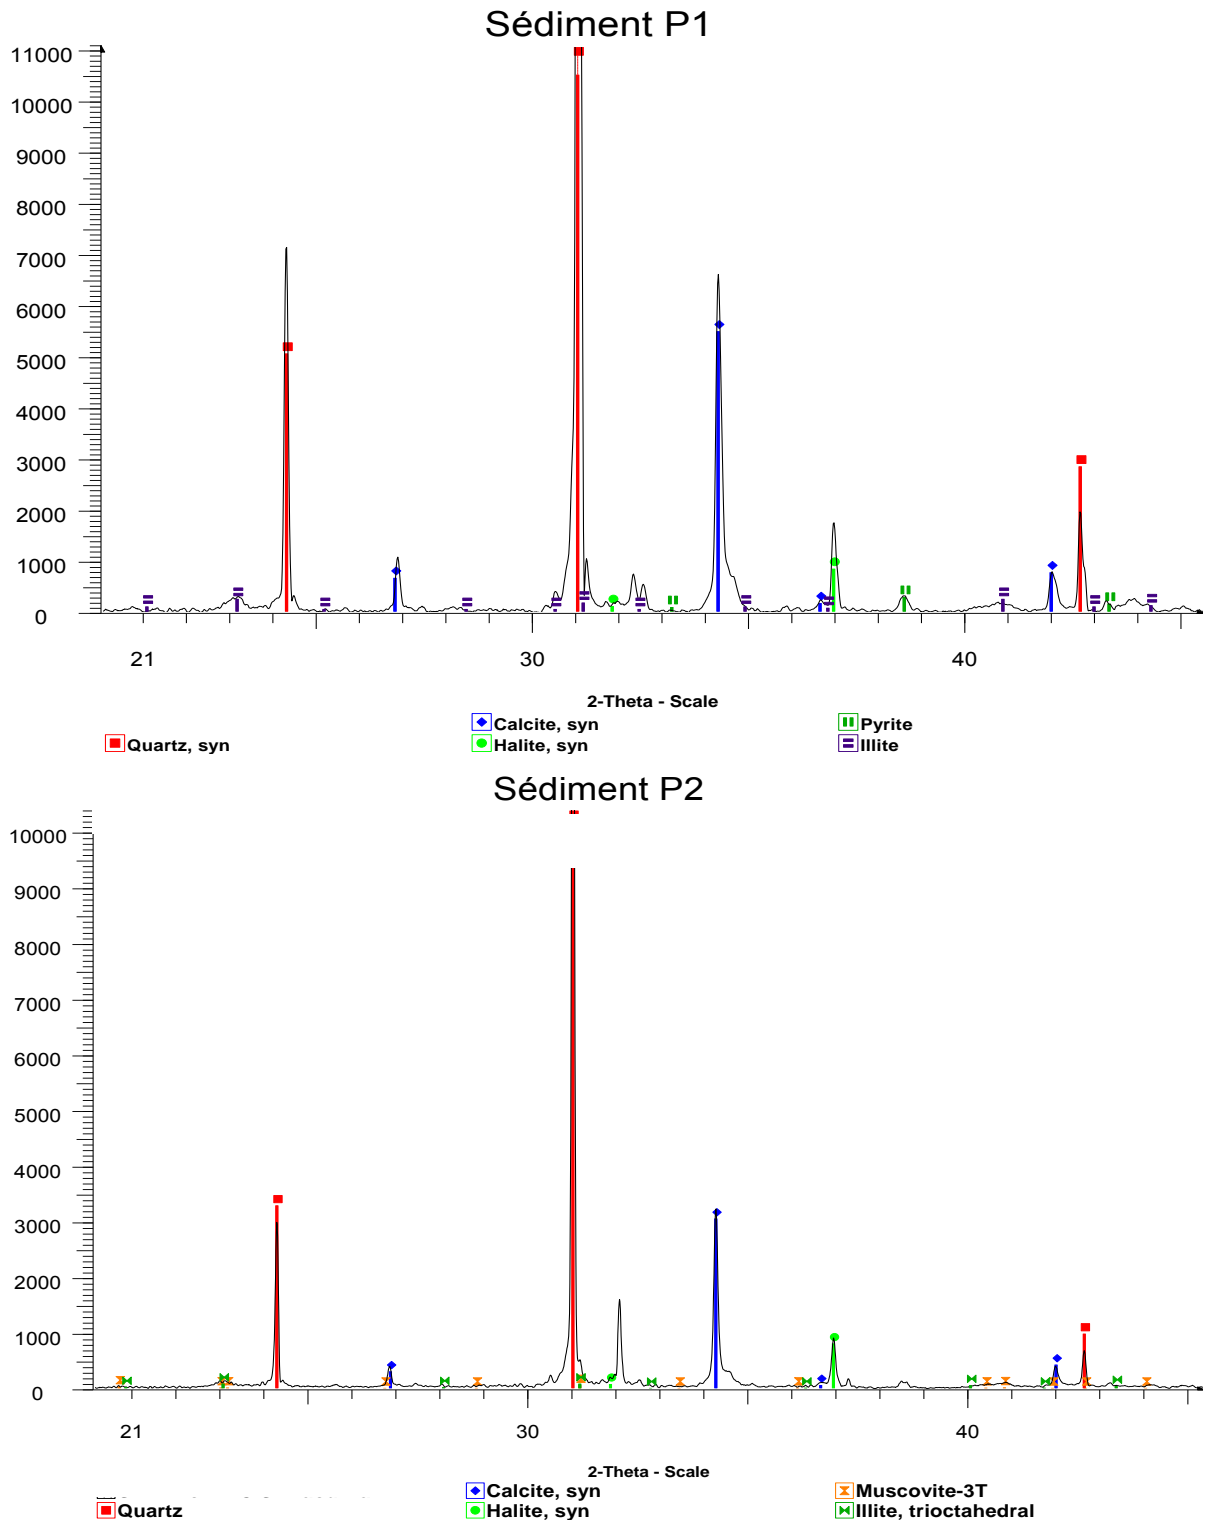 Sédiment P1
11000
10000
9000
8000
7000
6000
5000
4000
3000
2000
1000
0
21 30 40
2-Theta - Scale
Calcite, syn Pyrite
Quartz, syn Halite, syn Illite
Sédiment P2
10000
9000
8000
7000
6000
5000
4000
3000
2000
1000
0
21 30 40
2-Theta - Scale
Calcite, syn Muscovite-3T
Quartz Halite, syn Illite, trioctahedral